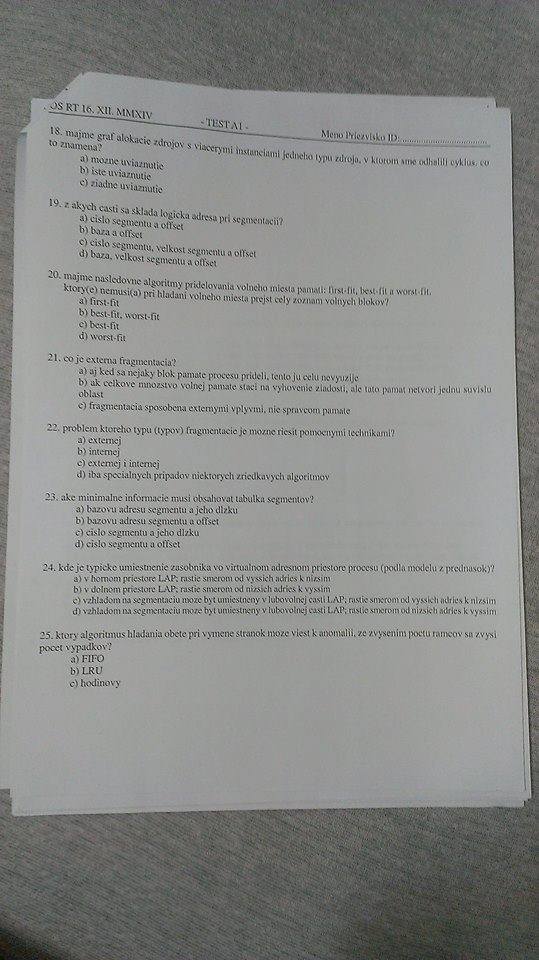 OS RT 16. XII. MMXIV
- TEST A1 -
Meno Priezvisko ID: ................................
18. majme graf alokacie zdrojov s viacerymi instanciami jedneho typu zdroja, v ktorom sme odhalili cyklus. co
to znamena?
a) mozne uviaznutie
b) iste uviaznutie
c) ziadne uviaznutie
19. z akych casti sa sklada logicka adresa pri segmentacii?
a) cislo segmentu a offset
b) baza a offset
c) cislo segmentu, velkost segmentu a offset
d) baza, velkost segmentu a offset
20. majme nasledovne algoritmy pridelovania volneho miesta pamati: first-fit, best-fit a worst-fit.
ktory(e) nemusi(a) pri hladani volneho miesta prejst cely zoznam volnych blokov?
a) first-fit
b) best-fit, worst-fit
c) best-fit
d) worst-fit
21. co je externa fragmentacia?
a) aj ked sa nejaky blok pamate procesu prideli, tento ju celu nevyuzije
b) ak celkove mnozstvo volnej pamate staci na vyhovenie ziadosti, ale tato pamat netvori jednu suvislu
oblast
c) fragmentacia sposobena externymi vplyvmi, nie spravcom pamate
22. problem ktoreho typu (typov) fragmentacie je mozne riesit pomocnymi technikami?
a) externej
b) internej
c) externej i internej
d) iba specialnych pripadov niektorych zriedkavych algoritmov
23. ake minimalne informacie musi obsahovat tabulka segmentov?
a) bazovu adresu segmentu a jeho dlzku
b) bazovu adresu segmentu a offset
c) cislo segmentu a jeho dlzku
d) cislo segmentu a offset
24. kde je typicke umiestnenie zasobnika vo virtualnom adresnom priestore procesu (podla modelu z prednasok)?
a) v hornom priestore LAP; rastie smerom od vyssich adries k nizsim
b) v dolnom priestore LAP; rastie smerom od nizsich adries k vyssim
c) vzhladom na segmentaciu moze byt umiestneny v lubovolnej casti LAP; rastie smerom od vyssich adries k nizsim
d) vzhladom na segmentaciu moze byt umiestneny v lubovolnej casti LAP; rastie smerom od nizsich adries k vyssim
25. ktory algoritmus hladania obete pri vymene stranok moze viest k anomalii, ze zvysenim poctu ramcov sa zvysi
pocet vypadkov?
a) FIFO
b) LRU
c) hodinovy